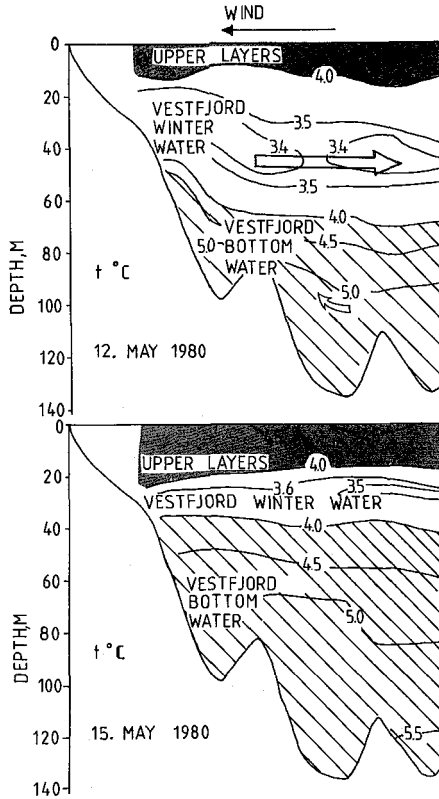 WIND
0
UPPER LAYERS
4.0
20
VESTFJORD
WINTER
WATER
3.5
3.4
3.4
40
3.5
60
4.0
VESTFJORD
4.5
5.0
BOTTOM
WATER
80
5.0
100
120
140
DEPTH,M
t °C
12. MAY 1980
0
UPPER LAYERS
4.0
20
3.6
3.5
VESTFJORD WINTER WATER
4.0
40
4.5
60
VESTFJORD
BOTTOM
WATER
5.0
80
100
120
5.5
140
DEPTH,M
t °C
15. MAY 1980